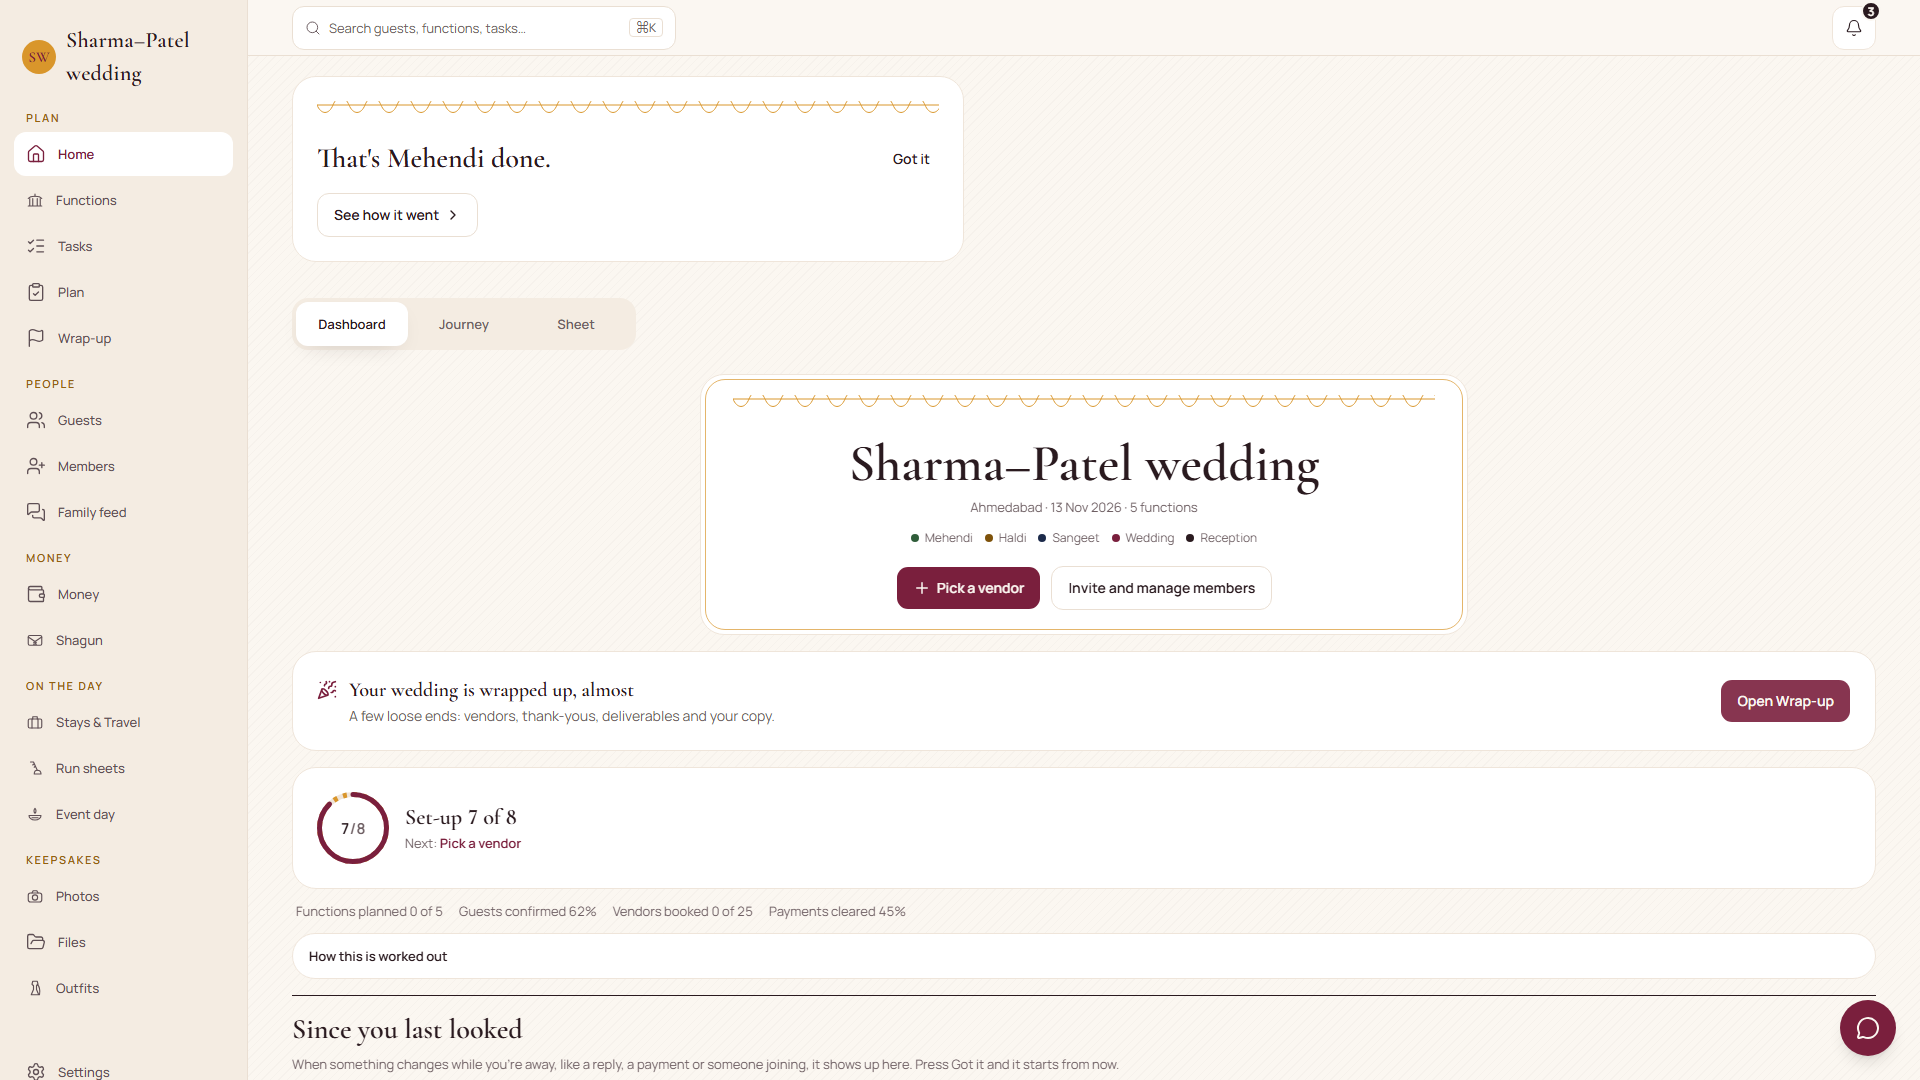 SW
Sharma–Patel
wedding
PLAN
Home
Functions
Tasks
Plan
Wrap-up
PEOPLE
Guests
Members
Family feed
MONEY
Money
Shagun
ON THE DAY
Stays & Travel
Run sheets
Event day
KEEPSAKES
Photos
Files
Outfits
Settings
Search guests, functions, tasks…
⌘K
3
That's Mehendi done.
Got it
See how it went
Dashboard
Journey
Sheet
Sharma–Patel wedding
Ahmedabad · 13 Nov 2026 · 5 functions
Mehendi Haldi Sangeet Wedding Reception
Pick a vendor
Invite and manage members
Your wedding is wrapped up, almost
A few loose ends: vendors, thank-yous, deliverables and your copy.
Open Wrap-up
7/8
Set-up 7 of 8
Next: Pick a vendor
Functions planned 0 of 5 Guests confirmed 62% Vendors booked 0 of 25 Payments cleared 45%
How this is worked out
Since you last looked
When something changes while you're away, like a reply, a payment or someone joining, it shows up here. Press Got it and it starts from now.